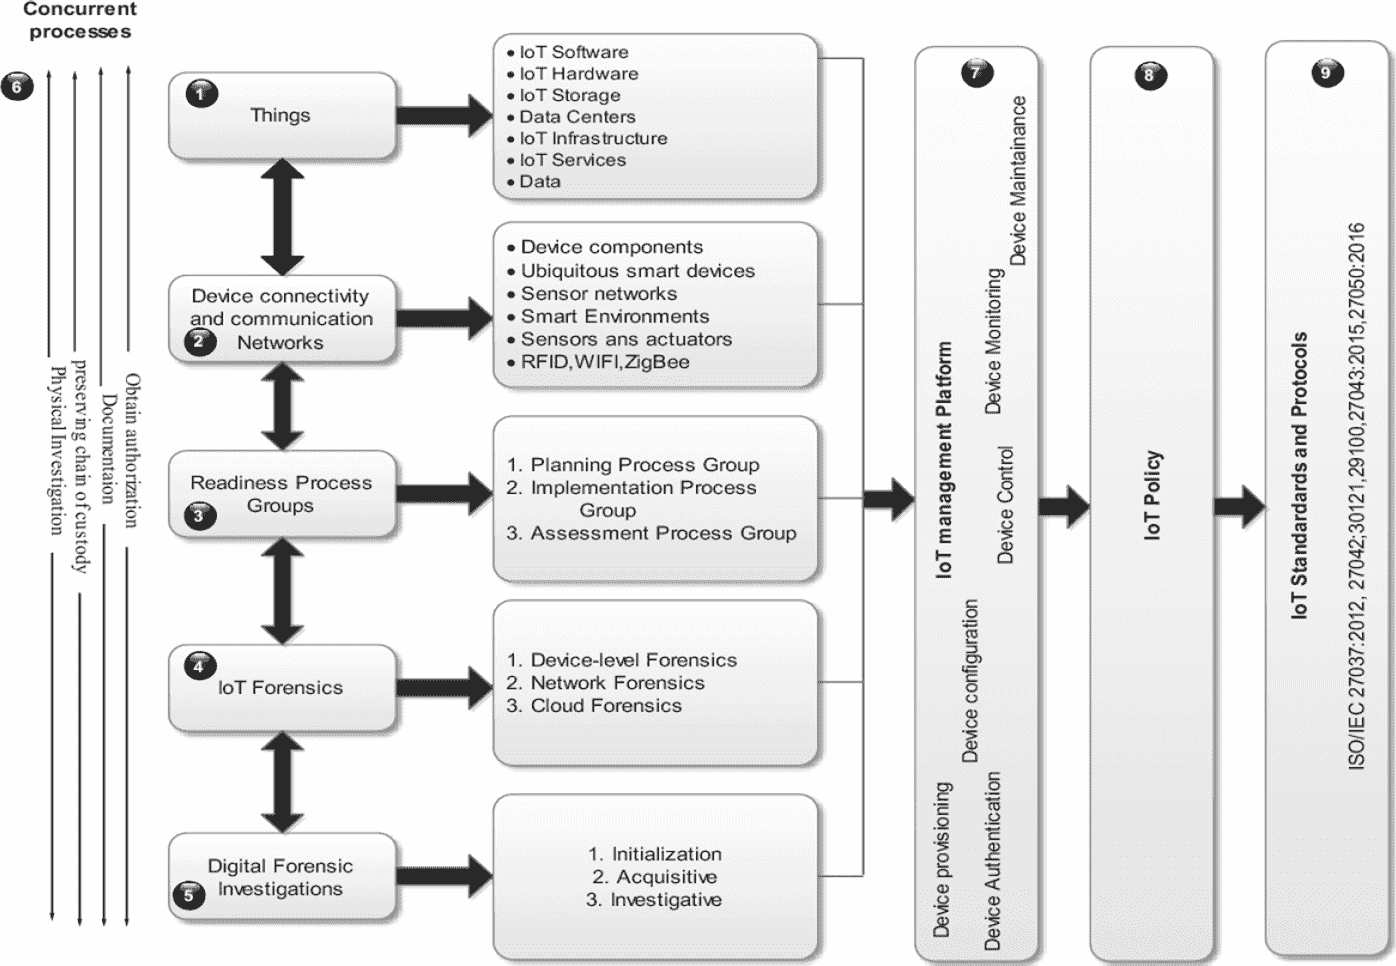 Concurrent
processes
6
Physical Investigation
preserving chain of custody
Documentaion
Obtain authorization
1
Things
• IoT Software
• IoT Hardware
• IoT Storage
• Data Centers
• IoT Infrastructure
• IoT Services
• Data
Device connectivity
and communication
2 Networks
• Device components
• Ubiquitous smart devices
• Sensor networks
• Smart Environments
• Sensors ans actuators
• RFID,WIFI,ZigBee
Readiness Process
Groups
3
1. Planning Process Group
2. Implementation Process
Group
3. Assessment Process Group
4
IoT Forensics
1. Device-level Forensics
2. Network Forensics
3. Cloud Forensics
Digital Forensic
Investigations
5
1. Initialization
2. Acquisitive
3. Investigative
7
IoT management Platform
Device provisioning
Device Authentication
Device configuration
Device Control
Device Monitoring
Device Maintainance
8
IoT Policy
9
IoT Standards and Protocols
ISO/IEC 27037:2012, 27042;30121,29100,27043:2015,27050:2016